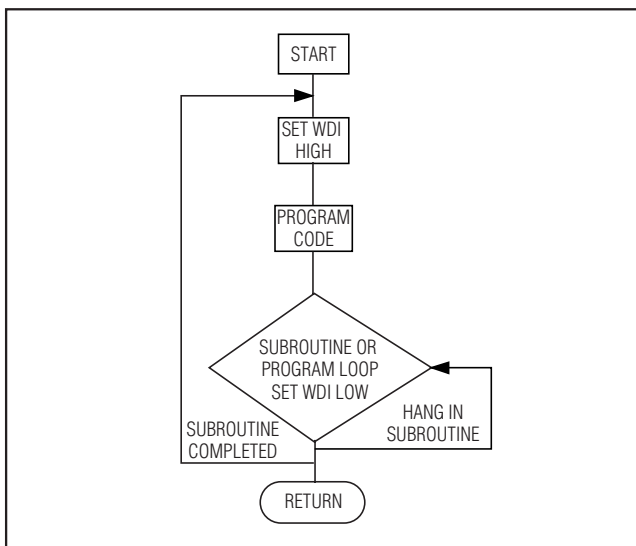 START
SET WDI
HIGH
PROGRAM
CODE
SUBROUTINE OR
PROGRAM LOOP
SET WDI LOW
HANG IN
SUBROUTINE
SUBROUTINE
COMPLETED
RETURN